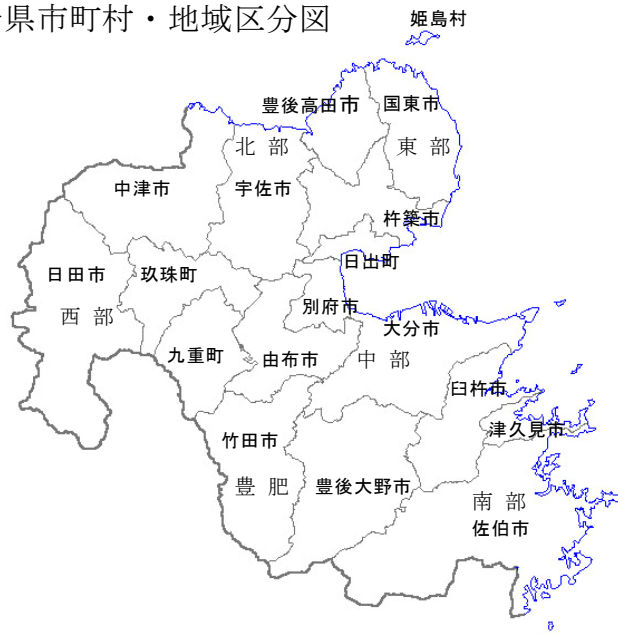 県市町村・地域区分図
姫島村
豊後高田市
国東市
北部
東部
中津市
宇佐市
杵築市
日出町
日田市
玖珠町
別府市
西部
大分市
九重町
由布市
中部
臼杵市
竹田市
津久見市
豊肥
豊後大野市
南部
佐伯市